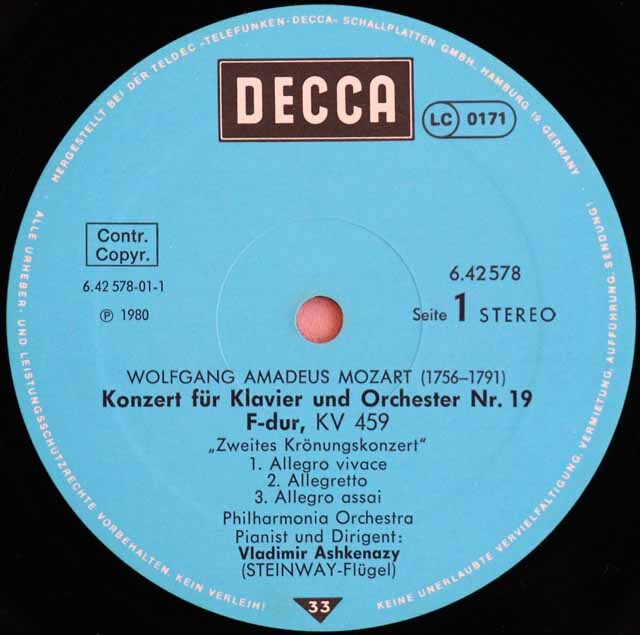 HERGESTELLT BEI DER TELDEC »TELEFUNKEN-DECCA« SCHALLPLATTEN GMBH, HAMBURG 19 GERMANY
DECCA
LC 0171
Contr.
Copyr.
6.42 578-01-1
Ⓟ 1980
6.42 578
Seite 1 STEREO
WOLFGANG AMADEUS MOZART (1756–1791)
Konzert für Klavier und Orchester Nr. 19
F-dur, KV 459
„Zweites Krönungskonzert“
1. Allegro vivace
2. Allegretto
3. Allegro assai
Philharmonia Orchestra
Pianist und Dirigent:
Vladimir Ashkenazy
(STEINWAY-Flügel)
33
ALLE URHEBER- UND LEISTUNGSSCHUTZRECHTE VORBEHALTEN. KEIN VERLEIH!
KEINE UNERLAUBTE VERVIELFÄLTIGUNG, VERMIETUNG, AUFFÜHRUNG, SENDUNG!